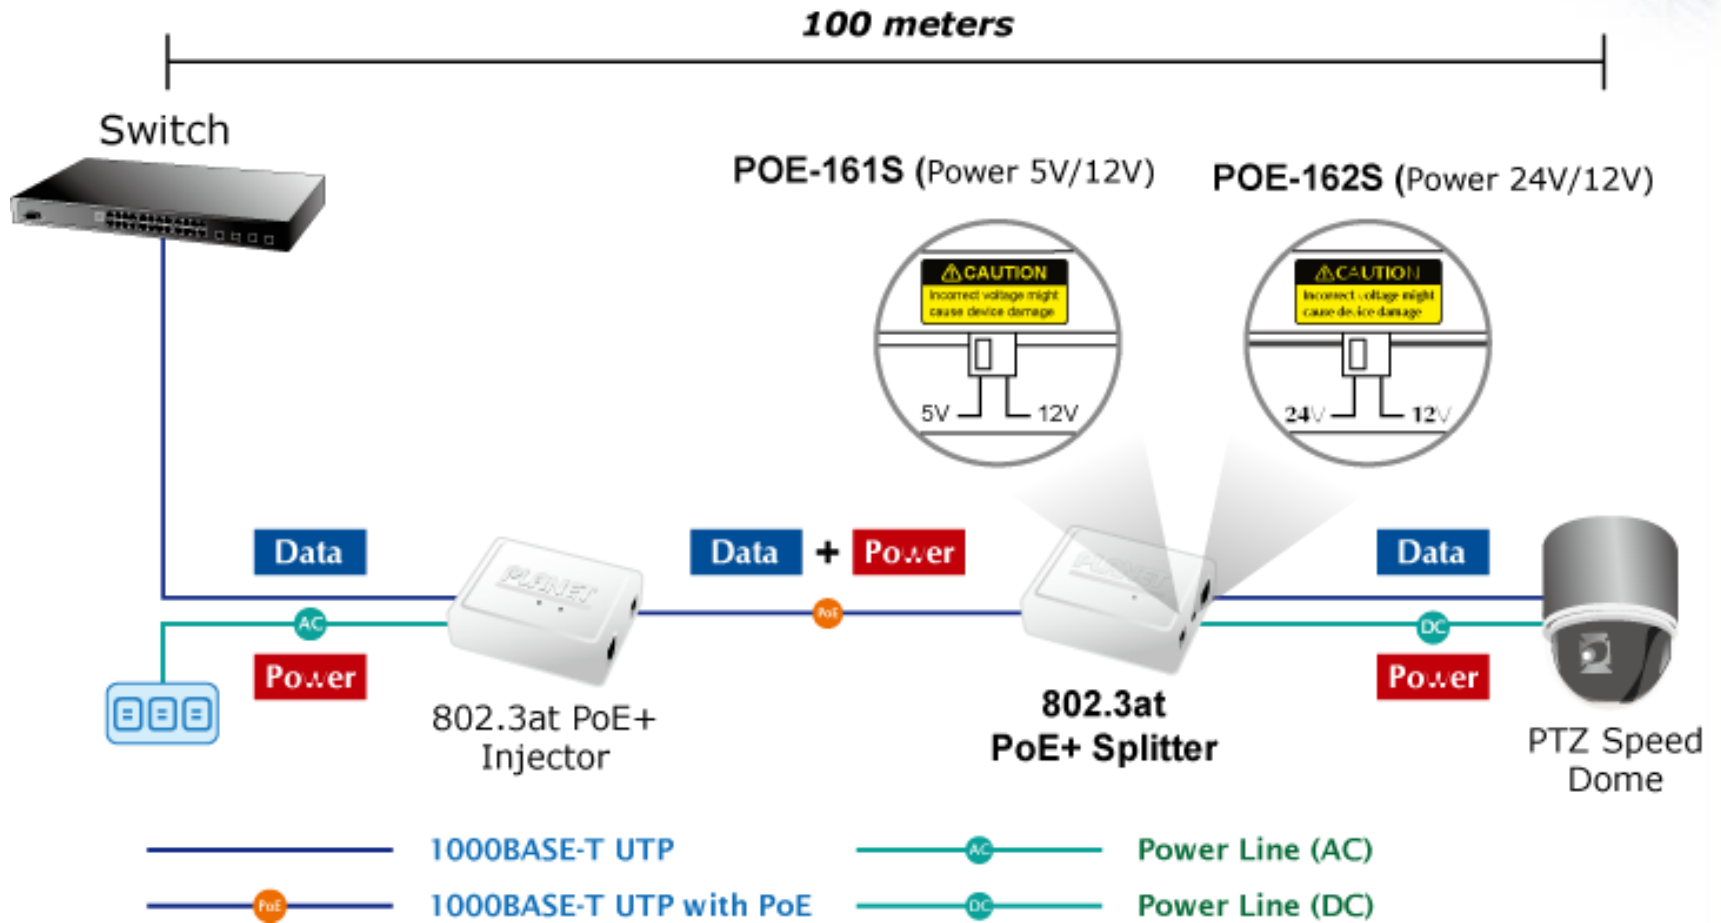 100 meters
Switch
POE-161S (Power 5V/12V)
POE-162S (Power 24V/12V)
CAUTION
Incorrect voltage might
cause device damage
5V
12V
CAUTION
Incorrect voltage might
cause device damage
24V
12V
Data
Data + Power
Data
PLANET
PLANET
AC
PoE
DC
Power
Power
802.3at PoE+
Injector
802.3at
PoE+ Splitter
PTZ Speed
Dome
1000BASE-T UTP
AC
Power Line (AC)
PoE
1000BASE-T UTP with PoE
DC
Power Line (DC)